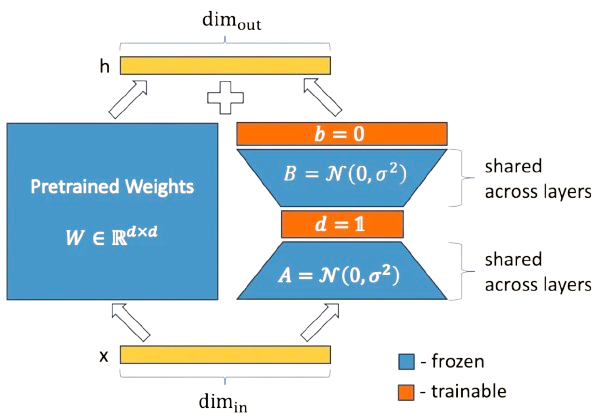 dim_out
h
b = 0
Pretrained Weights
W ∈ ℝ^{d×d}
B = 𝒩(0, σ²)
shared
across layers
d = 𝟙
A = 𝒩(0, σ²)
shared
across layers
x
dim_in
- frozen
- trainable